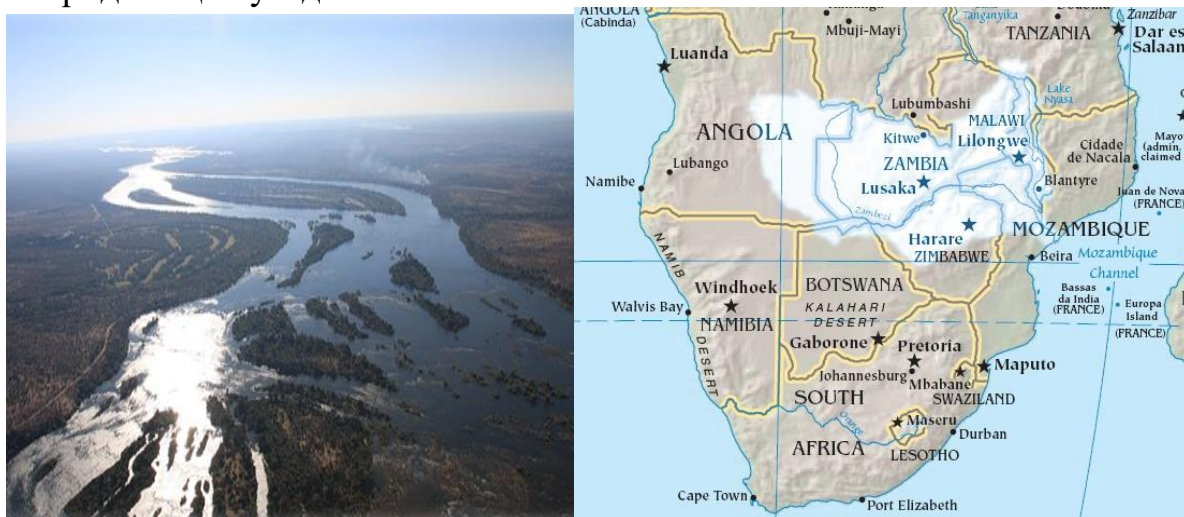 ANGOLA
(Cabinda)
Mbuji-Mayi
Tanganyika
TANZANIA
Zanzibar
Dar es
Salaam
Luanda
Lubumbashi
Lake
Nyasa
ANGOLA
Kitwe
MALAWI
Lilongwe
Cidade
de Nacala
Mayo
(admin.
claimed
Lubango
ZAMBIA
Lusaka
Namibe
Blantyre
Juan de Nova
(FRANCE)
Zambezi
MOZAMBIQUE
Harare
ZIMBABWE
Beira
Mozambique
Channel
NAMIB
DESERT
Windhoek
BOTSWANA
Bassas
da India
(FRANCE)
Europa
Island
(FRANCE)
Walvis Bay
NAMIBIA
KALAHARI
DESERT
Gaborone
Pretoria
Johannesburg
Mbabane
SWAZILAND
Maputo
SOUTH
AFRICA
Orange
Maseru
LESOTHO
Durban
Cape Town
Port Elizabeth